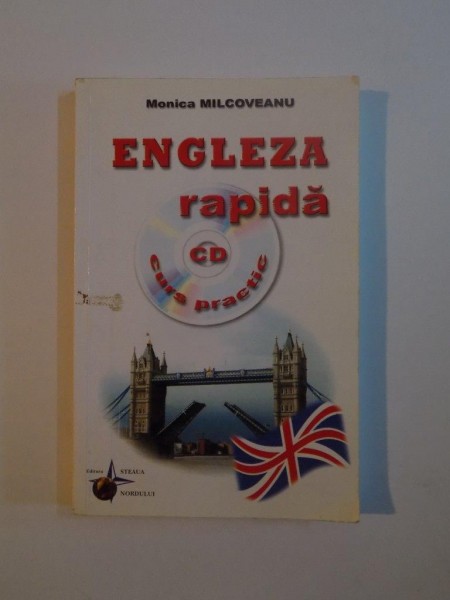 Monica MILCOVEANU
ENGLEZA
rapidă
CD
curs practic
Editura
STEAUA
NORDULUI